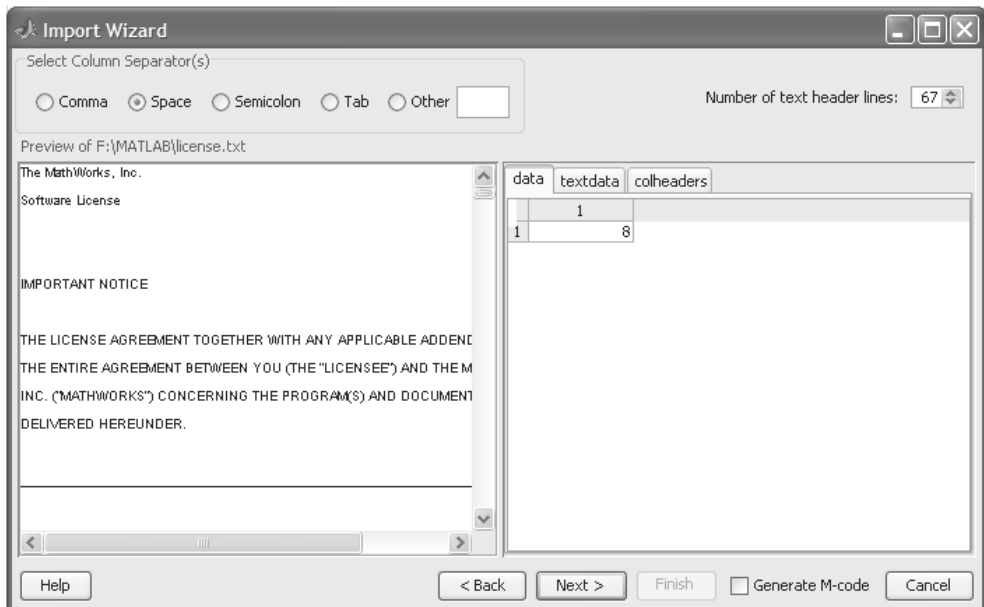 Import Wizard
Select Column Separator(s)
Comma Space Semicolon Tab Other
Number of text header lines: 67
Preview of F:\MATLAB\license.txt
The MathWorks, Inc.
Software License
IMPORTANT NOTICE
THE LICENSE AGREEMENT TOGETHER WITH ANY APPLICABLE ADDEND
THE ENTIRE AGREEMENT BETWEEN YOU (THE "LICENSEE") AND THE M
INC. ("MATHWORKS") CONCERNING THE PROGRAM(S) AND DOCUMENT
DELIVERED HEREUNDER.
data textdata colheaders
1
1 8
Help < Back Next > Finish Generate M-code Cancel